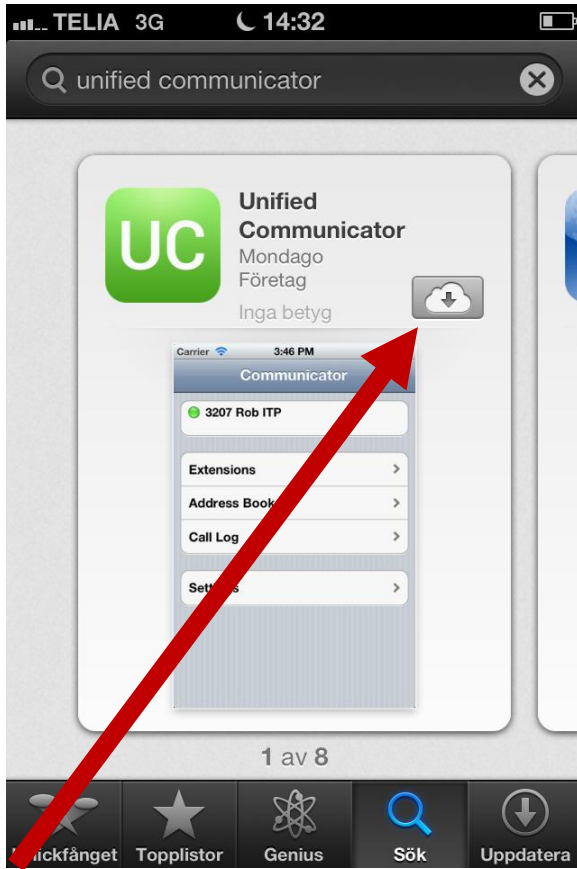 TELIA 3G 14:32
unified communicator
UC
Unified
Communicator
Mondago
Företag
Inga betyg
Carrier 3:46 PM
Communicator
3207 Rob ITP
Extensions
Address Book
Call Log
1 av 8
Topplistor Genius Sök Uppdatera